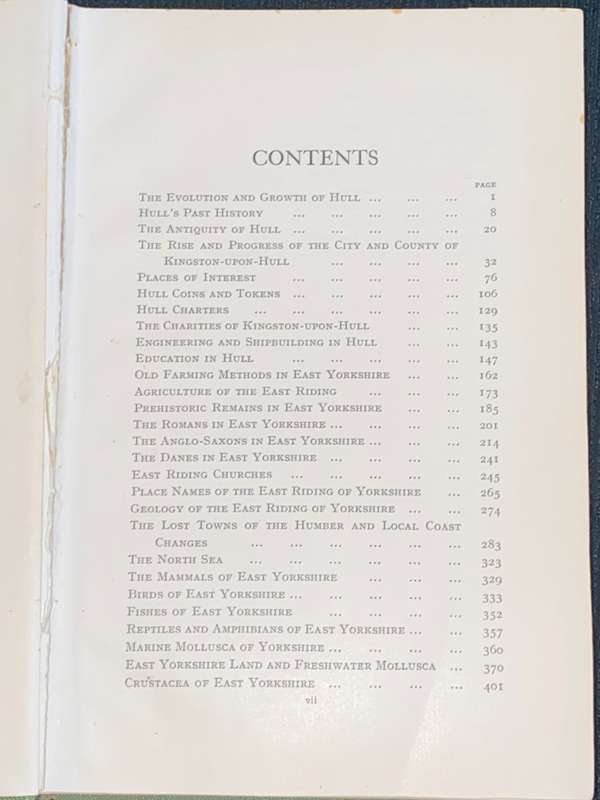 CONTENTS
PAGE
The Evolution and Growth of Hull ... ... ... 1
Hull's Past History ... ... ... ... ... 8
The Antiquity of Hull ... ... ... ... ... 20
The Rise and Progress of the City and County of
Kingston-upon-Hull ... ... ... ... 32
Places of Interest ... ... ... ... ... 76
Hull Coins and Tokens ... ... ... ... ... 106
Hull Charters ... ... ... ... ... ... 129
The Charities of Kingston-upon-Hull ... ... 135
Engineering and Shipbuilding in Hull ... ... 143
Education in Hull ... ... ... ... ... 147
Old Farming Methods in East Yorkshire ... ... 162
Agriculture of the East Riding ... ... ... 173
Prehistoric Remains in East Yorkshire ... ... 185
The Romans in East Yorkshire ... ... ... ... 201
The Anglo-Saxons in East Yorkshire ... ... ... 214
The Danes in East Yorkshire ... ... ... ... 241
East Riding Churches ... ... ... ... ... 245
Place Names of the East Riding of Yorkshire ... 265
Geology of the East Riding of Yorkshire ... ... 274
The Lost Towns of the Humber and Local Coast
Changes ... ... ... ... ... ... 283
The North Sea ... ... ... ... ... ... 323
The Mammals of East Yorkshire ... ... ... 329
Birds of East Yorkshire ... ... ... ... ... 333
Fishes of East Yorkshire ... ... ... ... 352
Reptiles and Amphibians of East Yorkshire ... ... 357
Marine Mollusca of Yorkshire ... ... ... ... 360
East Yorkshire Land and Freshwater Mollusca ... 370
Crustacea of East Yorkshire ... ... ... ... 401
vii